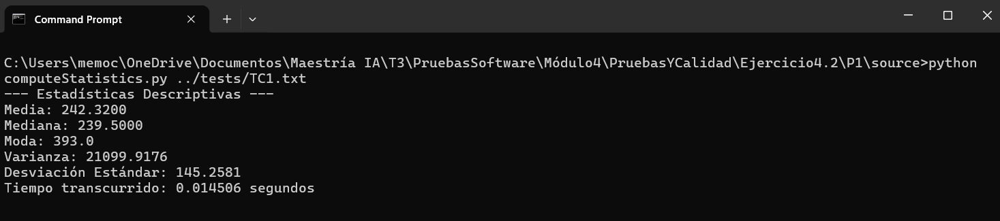 Command Prompt
C:\Users\memoc\OneDrive\Documentos\Maestría IA\T3\PruebasSoftware\Módulo4\PruebasYCalidad\Ejercicio4.2\P1\source>python
computeStatistics.py ../tests/TC1.txt
--- Estadísticas Descriptivas ---
Media: 242.3200
Mediana: 239.5000
Moda: 393.0
Varianza: 21099.9176
Desviación Estándar: 145.2581
Tiempo transcurrido: 0.014506 segundos